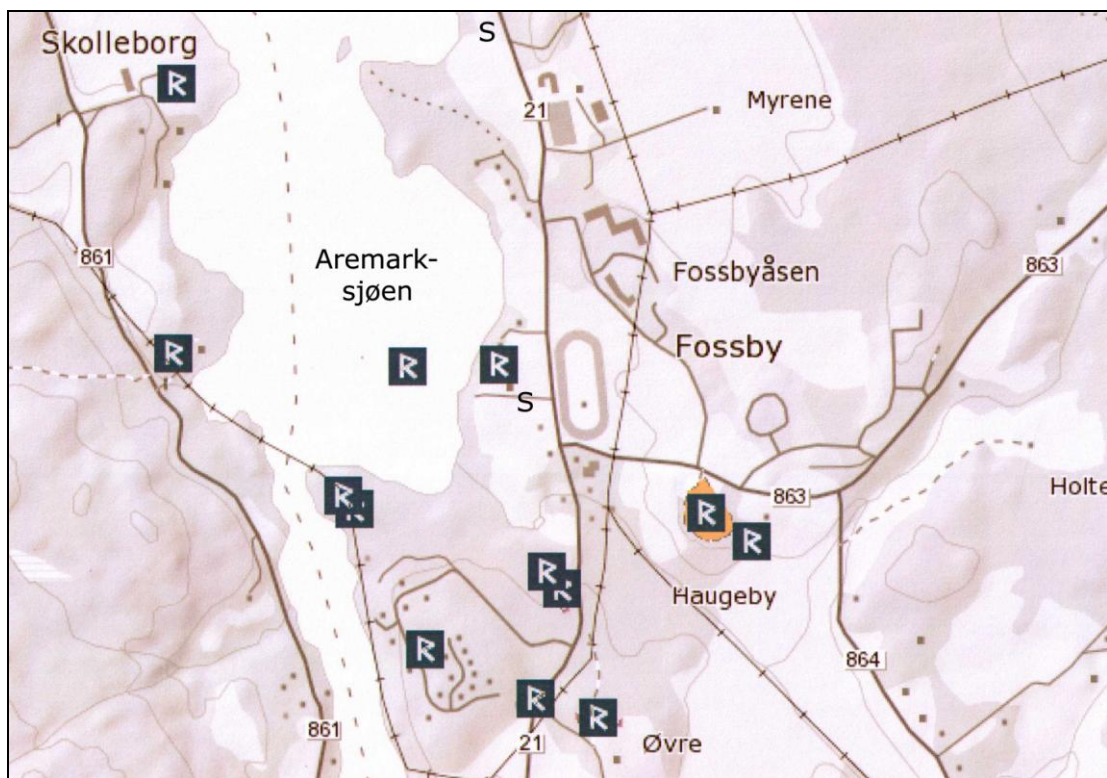 Skolleborg
S
21
Myrene
861
Aremark-
sjøen
Fossbyåsen
863
Fossby
S
863
Holte
Haugeby
864
861
21
Øvre
R
R
R
R
R
R
R
R
R
R
R
R